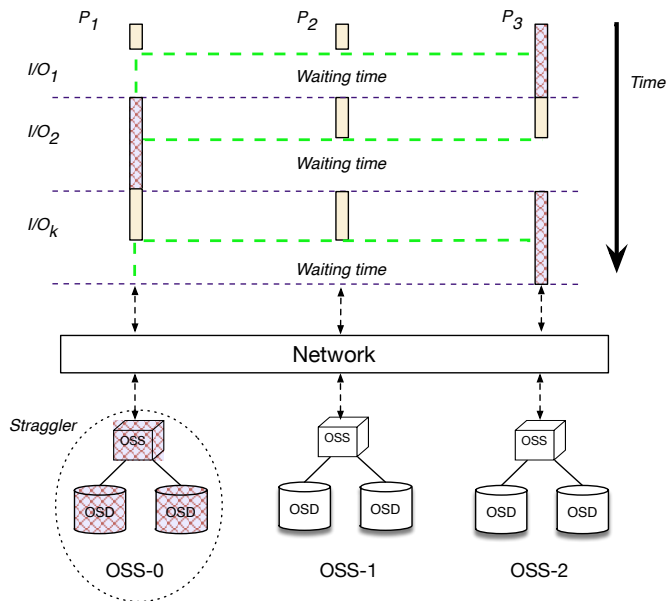 P1 P2 P3
I/O1
Waiting time
Time
I/O2
Waiting time
I/Ok
Waiting time
Network
Straggler
OSS OSS OSS
OSD OSD OSD OSD OSD OSD
OSS-0 OSS-1 OSS-2